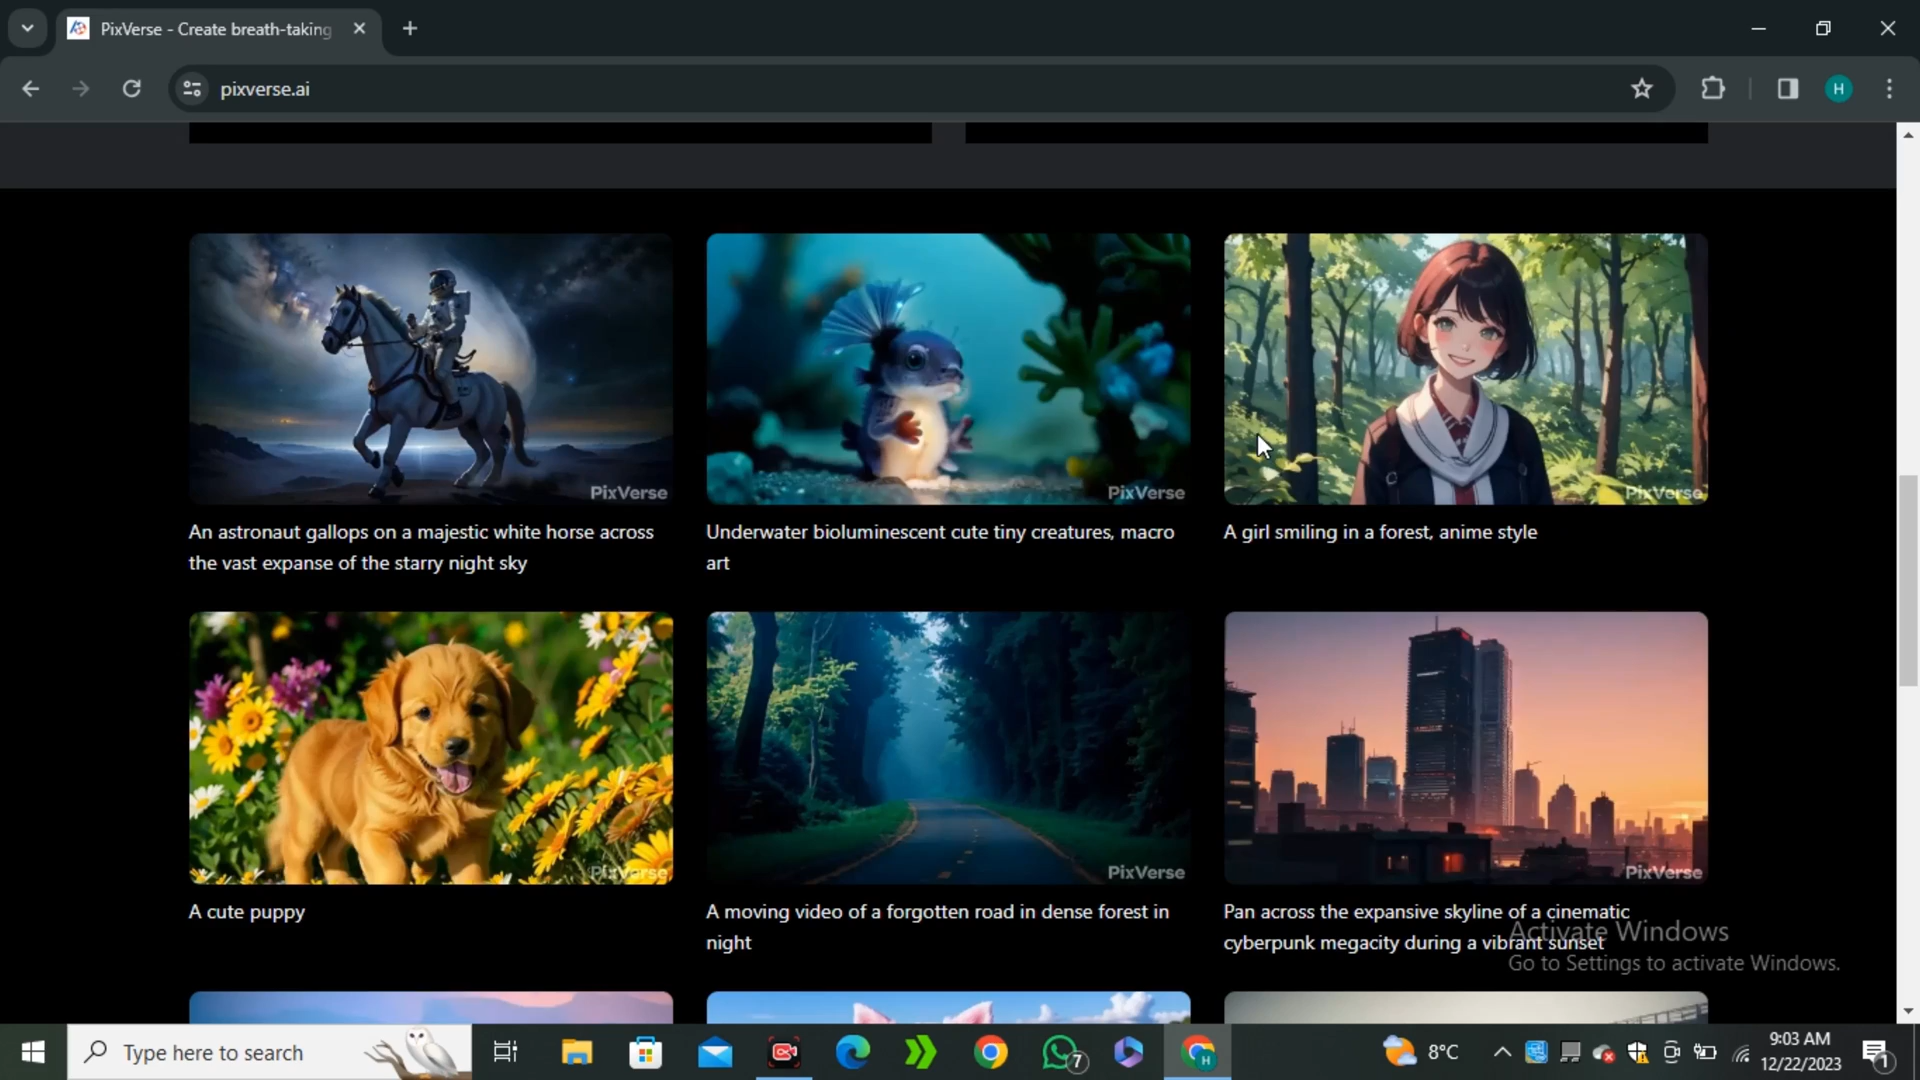 PixVerse - Create breath-taking
pixverse.ai
H
PixVerse
PixVerse
PixVerse
An astronaut gallops on a majestic white horse across
the vast expanse of the starry night sky
Underwater bioluminescent cute tiny creatures, macro
art
A girl smiling in a forest, anime style
PixVerse
PixVerse
PixVerse
A cute puppy
A moving video of a forgotten road in dense forest in
night
Pan across the expansive skyline of a cinematic
cyberpunk megacity during a vibrant sunset
Activate Windows
Go to Settings to activate Windows.
Type here to search
7
H
8°C
9:03 AM
12/22/2023
1